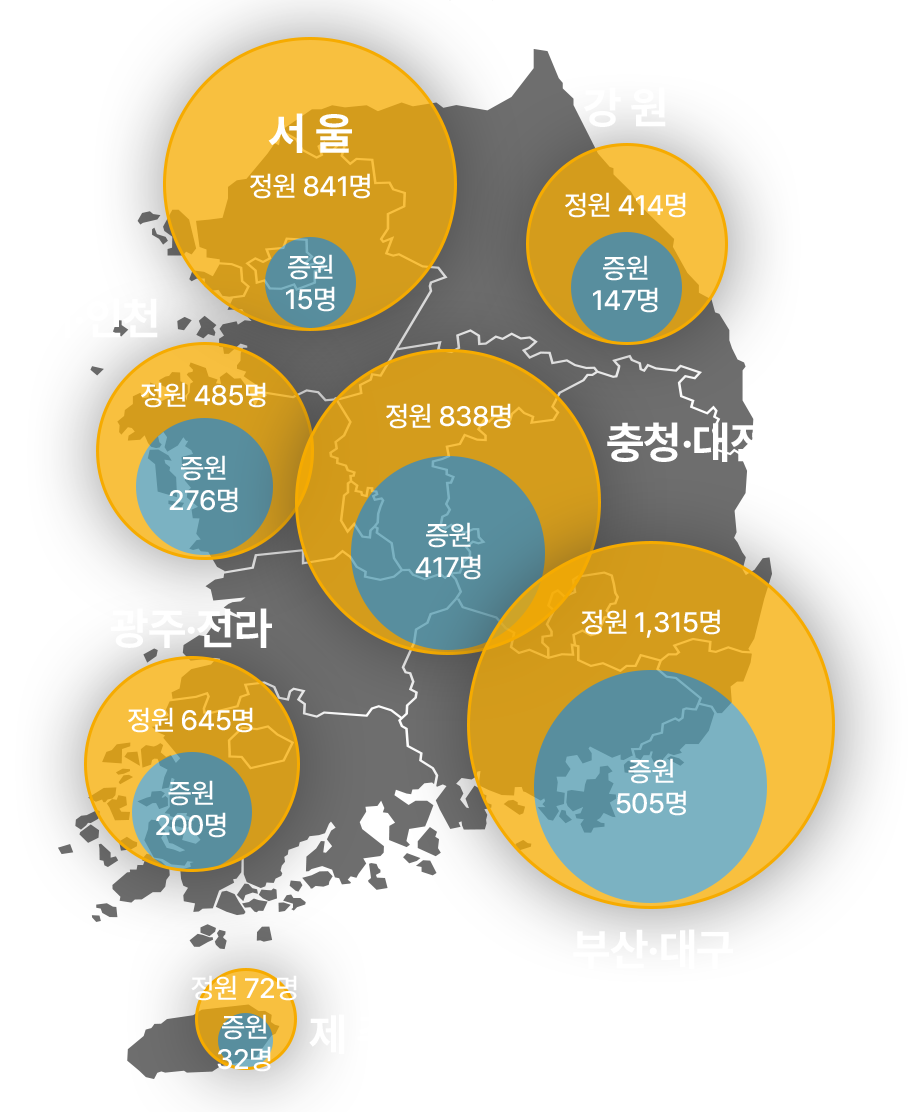 서울
정원 841명
증원
15명
강원
정원 414명
증원
147명
인천
정원 485명
증원
276명
충청·대전
정원 838명
증원
417명
광주·전라
정원 645명
증원
200명
정원 1,315명
증원
505명
부산·대구
정원 72명
증원
32명
제